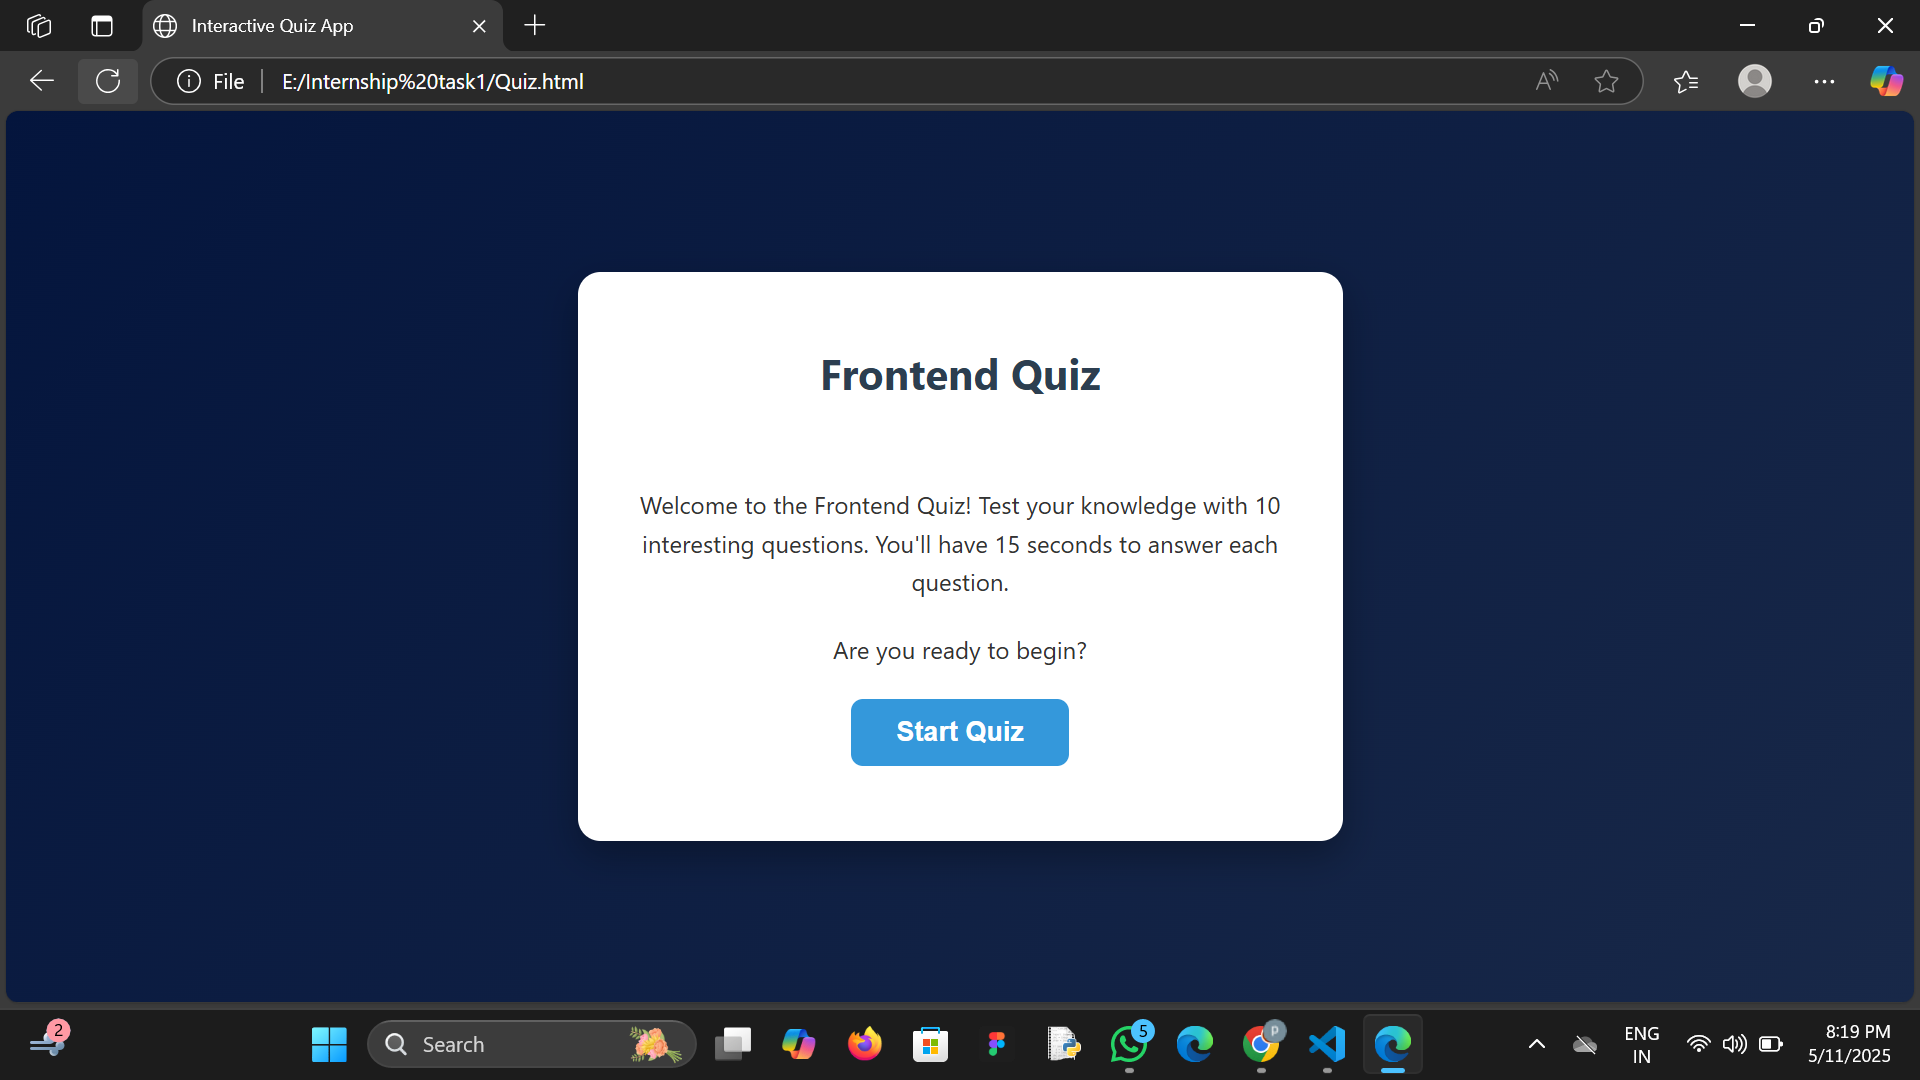 Interactive Quiz App
File
E:/Internship%20task1/Quiz.html
Frontend Quiz
Welcome to the Frontend Quiz! Test your knowledge with 10
interesting questions. You'll have 15 seconds to answer each
question.
Are you ready to begin?
Start Quiz
2
Search
5
p
ENG
IN
8:19 PM
5/11/2025